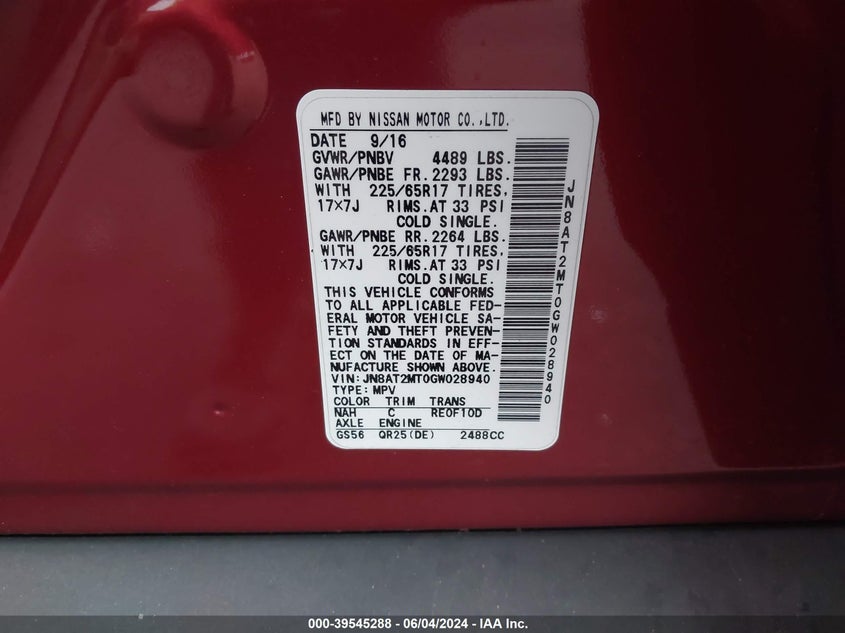 MFD BY NISSAN MOTOR CO.,LTD.
DATE 9/16
GVWR/PNBV 4489 LBS.
GAWR/PNBE FR. 2293 LBS.
WITH 225/65R17 TIRES,
17×7J RIMS.AT 33 PSI
COLD SINGLE.
GAWR/PNBE RR. 2264 LBS.
WITH 225/65R17 TIRES,
17×7J RIMS.AT 33 PSI
COLD SINGLE.
THIS VEHICLE CONFORMS
TO ALL APPLICABLE FED-
ERAL MOTOR VEHICLE SA-
FETY AND THEFT PREVEN-
TION STANDARDS IN EFF-
ECT ON THE DATE OF MA-
NUFACTURE SHOWN ABOVE.
VIN: JN8AT2MT0GW028940
TYPE: MPV
COLOR TRIM TRANS
NAH C RE0F10D
AXLE ENGINE
GS56 QR25(DE) 2488CC
JN8AT2MT0GW028940
000-39545288 - 06/04/2024 - IAA Inc.